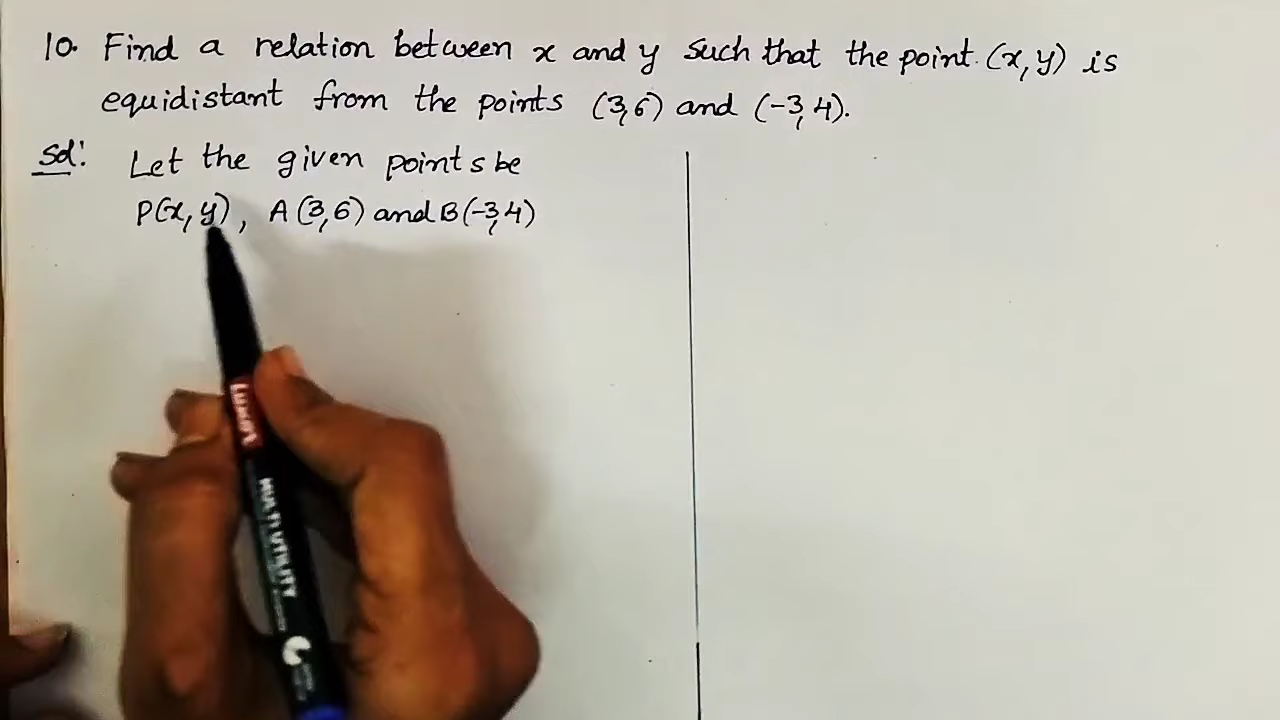 10. Find a relation between x and y such that the point (x, y) is
equidistant from the points (3,6) and (-3, 4).
Sol: Let the given points be
P(x, y), A(3,6) and B(-3,4)
LUXOR